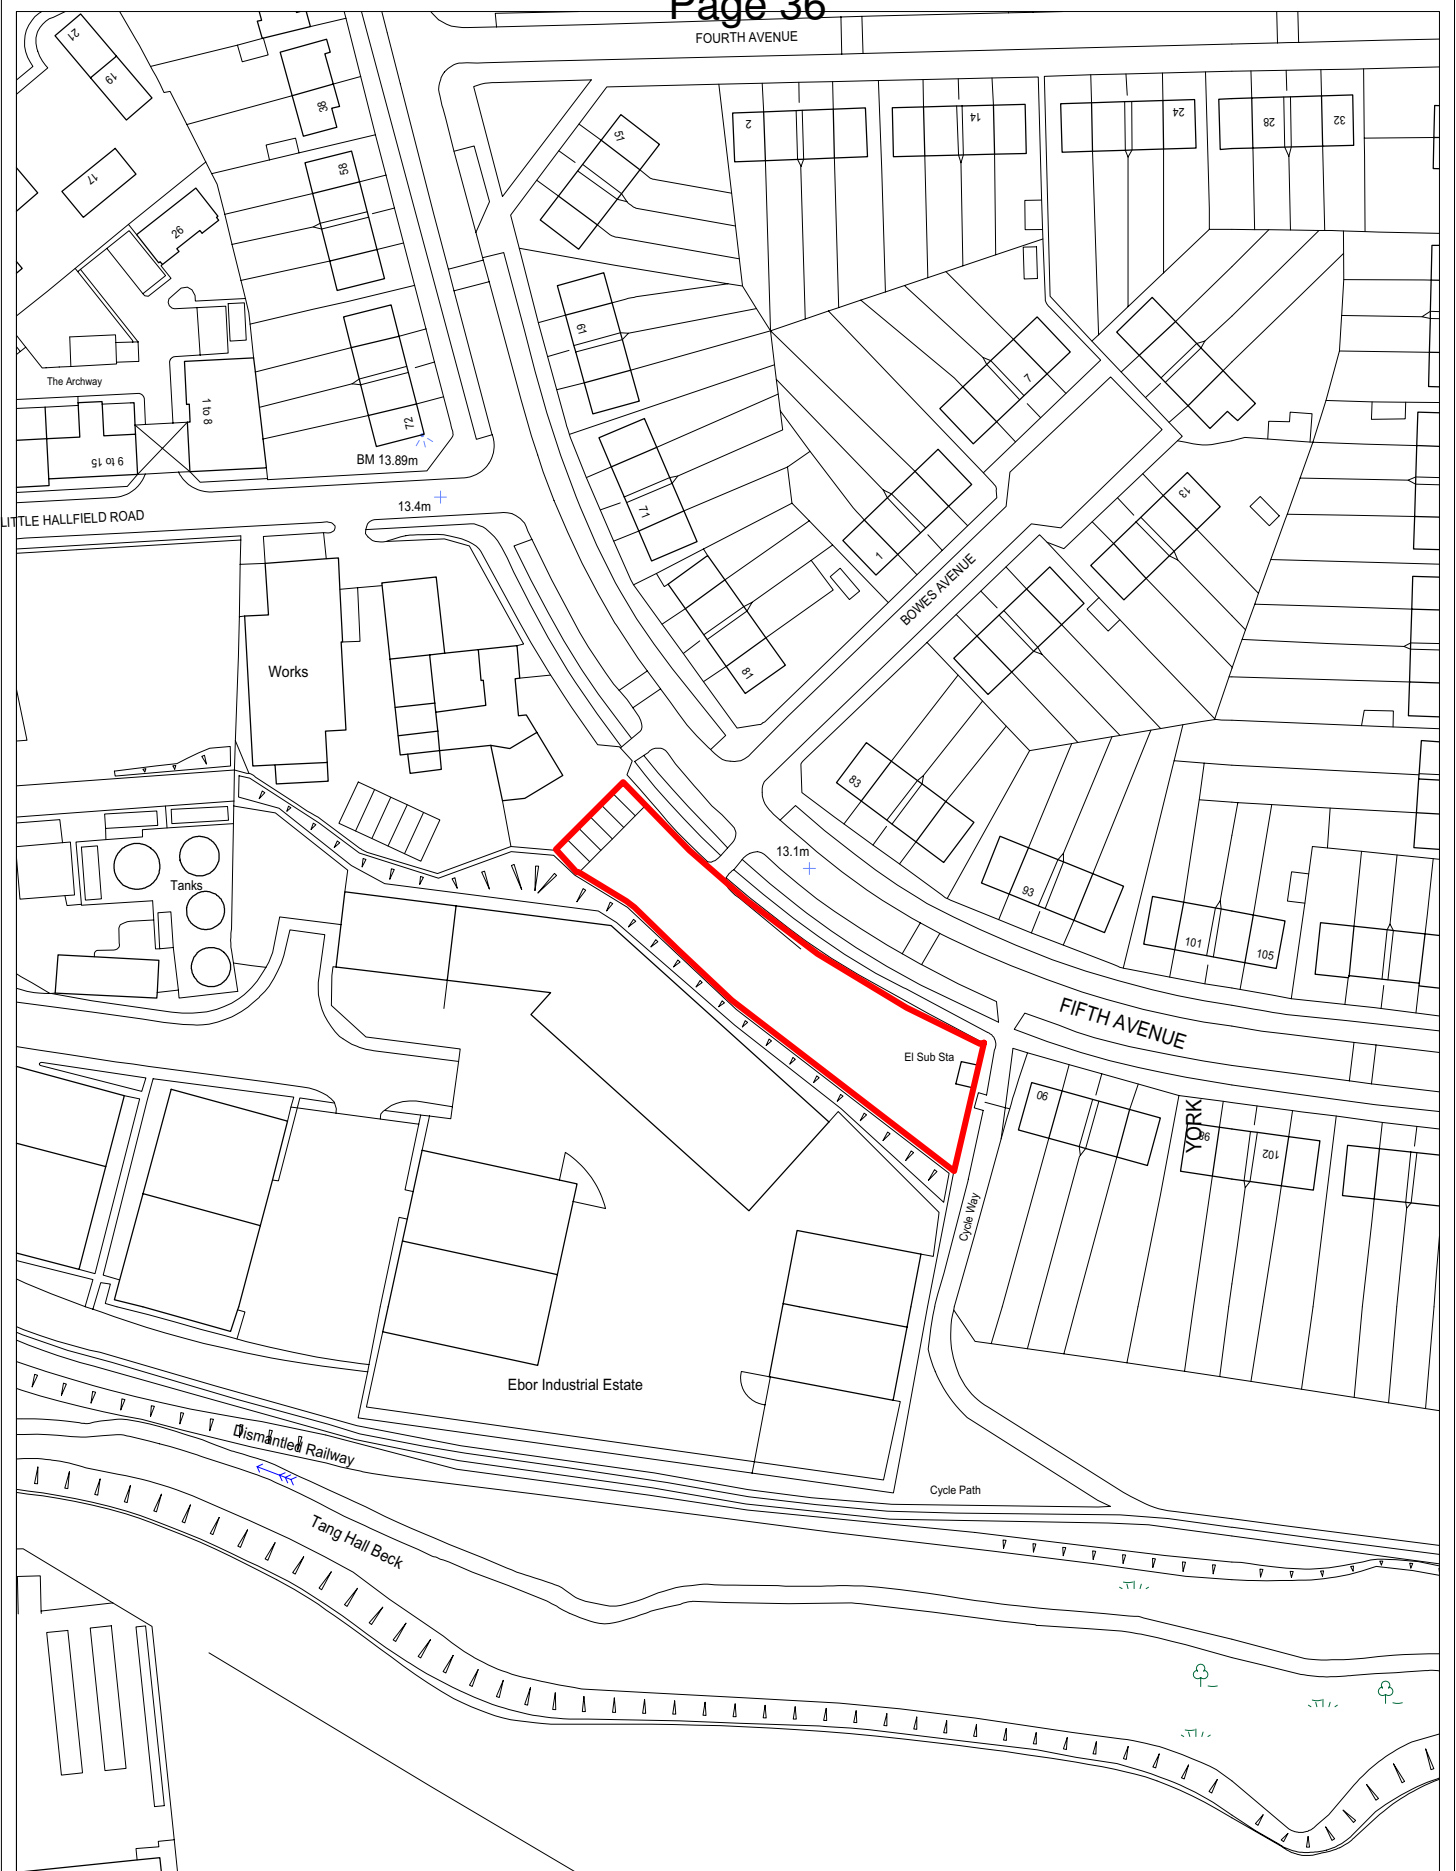 Page 36
FOURTH AVENUE
21
19
38
51
2
14
24
28
32
17
58
26
61
7
The Archway
1 to 8
72
9 to 15
BM 13.89m
13.4m
LITTLE HALLFIELD ROAD
71
1
13
BOWES AVENUE
Works
81
83
13.1m
93
Tanks
101
105
FIFTH AVENUE
El Sub Sta
90
YORK
98
102
Cycle Way
Ebor Industrial Estate
Dismantled Railway
Cycle Path
Tang Hall Beck